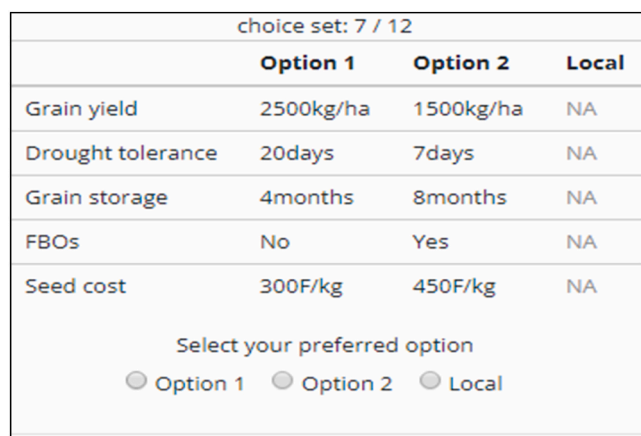 choice set: 7 / 12
Option 1 Option 2 Local
Grain yield 2500kg/ha 1500kg/ha NA
Drought tolerance 20days 7days NA
Grain storage 4months 8months NA
FBOs No Yes NA
Seed cost 300F/kg 450F/kg NA
Select your preferred option
Option 1 Option 2 Local